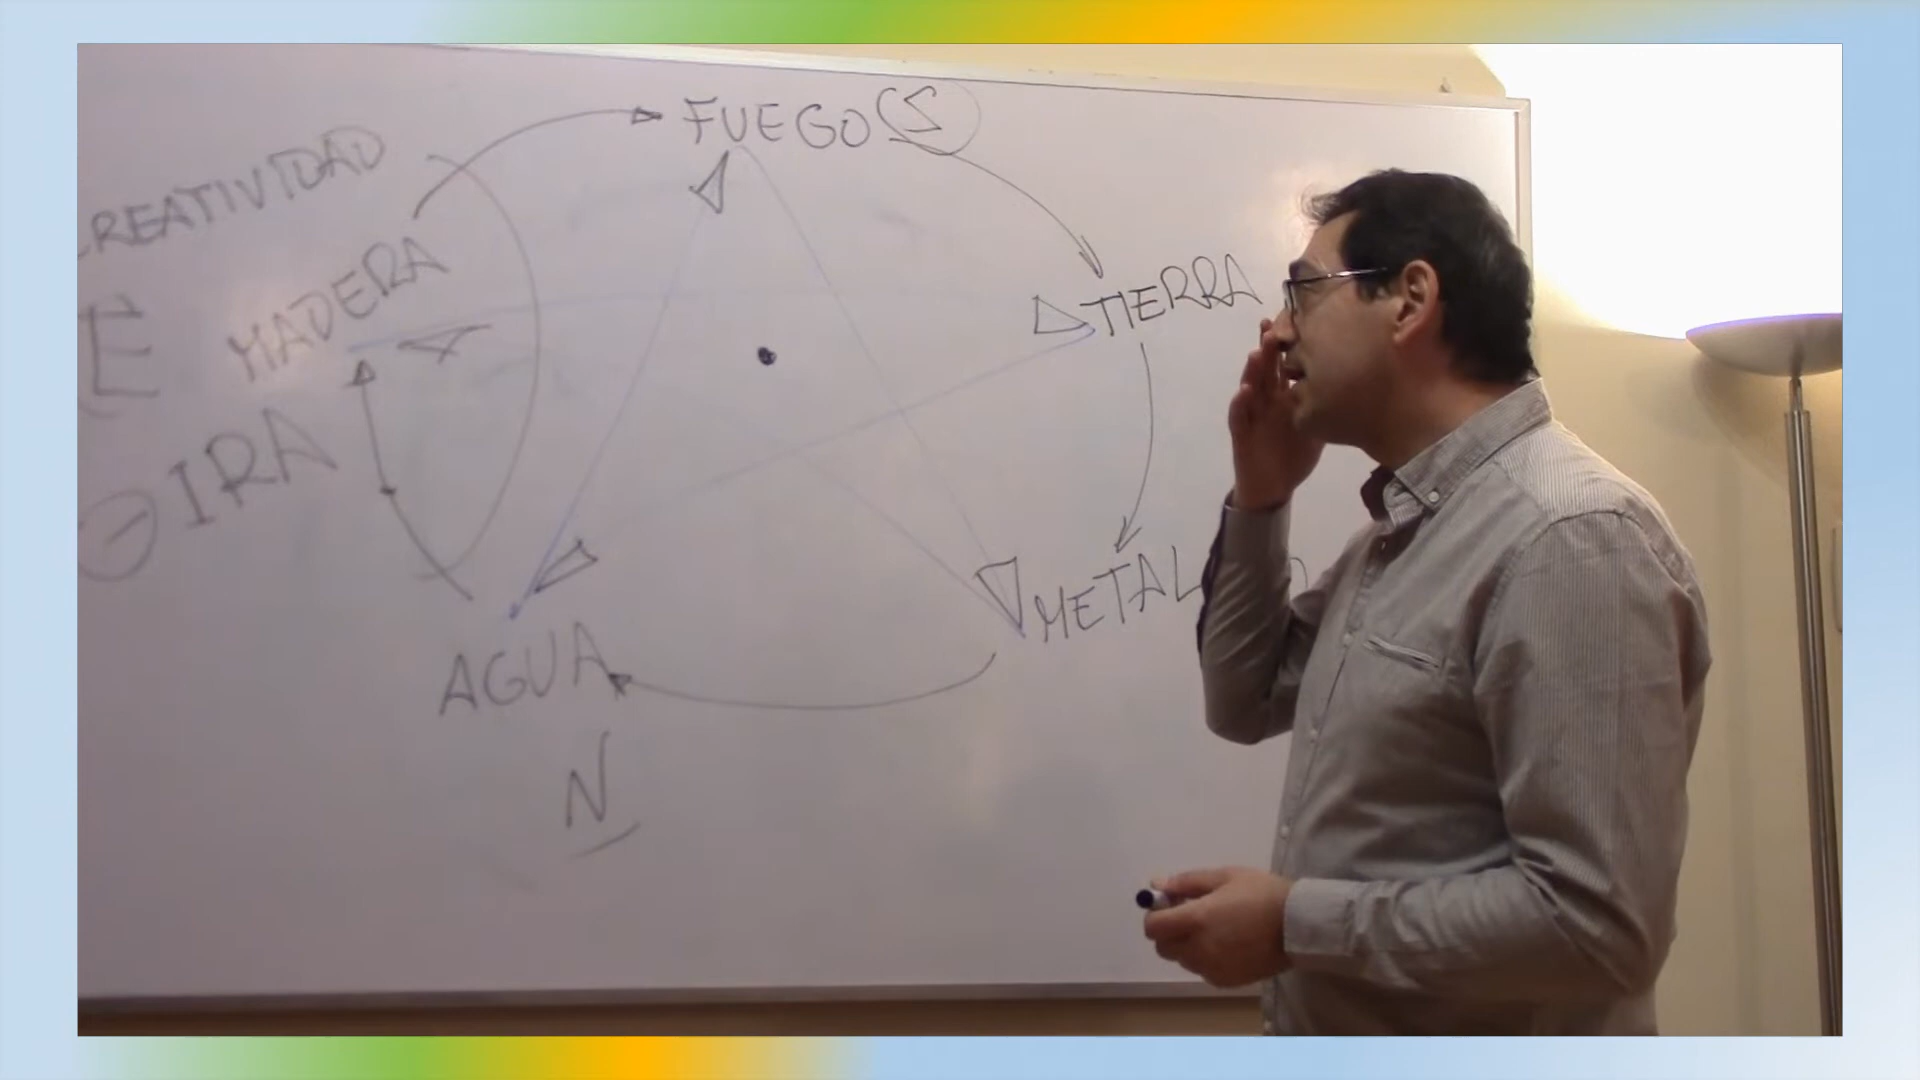 FUEGO (S)
CREATIVIDAD
MADERA
TIERRA
E
IRA
METAL
AGUA
N